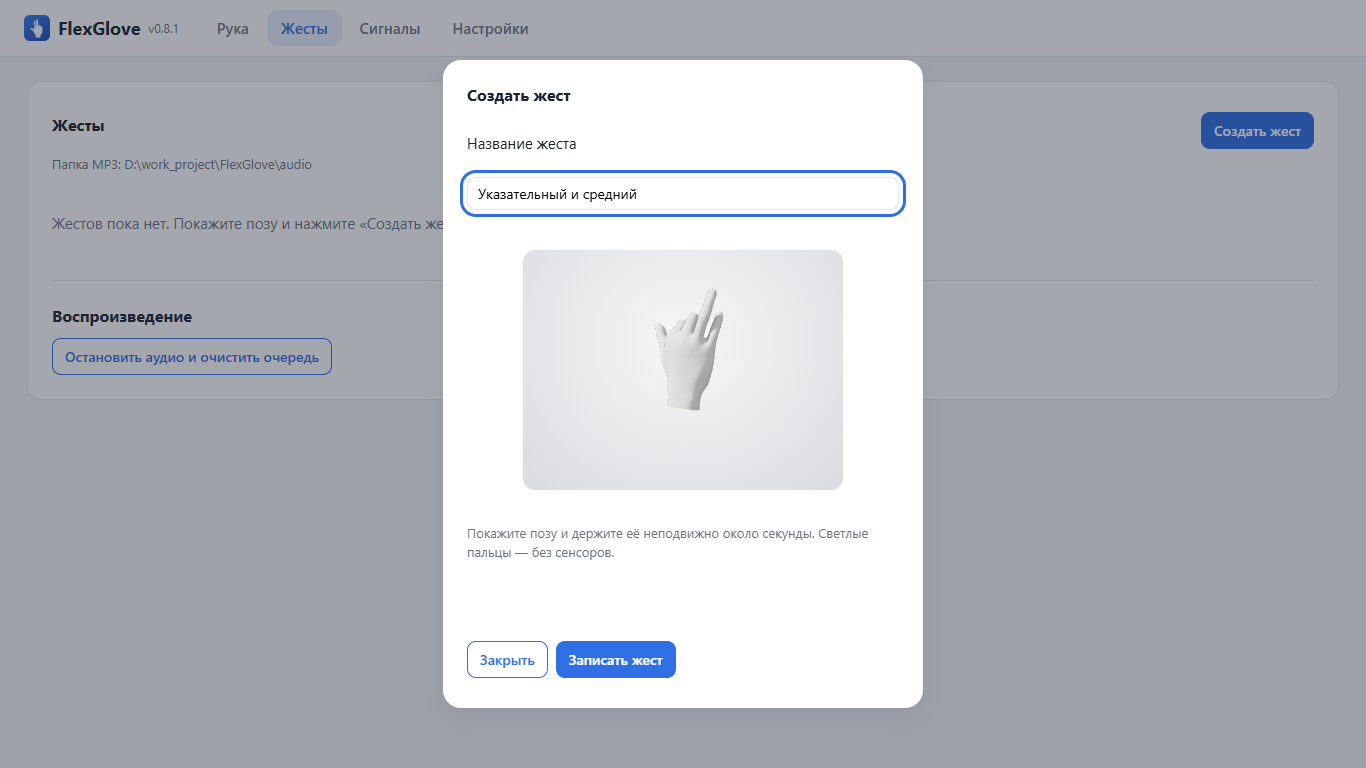 FlexGlove v0.8.1 Рука Жесты Сигналы Настройки
Жесты
Создать жест
Папка MP3: D:\work_project\FlexGlove\audio
Жестов пока нет. Покажите позу и нажмите «Создать же
Воспроизведение
Остановить аудио и очистить очередь
Создать жест
Название жеста
Указательный и средний
Покажите позу и держите её неподвижно около секунды. Светлые
пальцы — без сенсоров.
Закрыть Записать жест